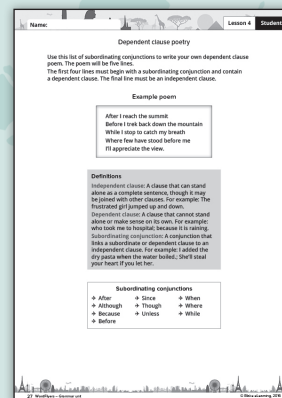 Name:
Lesson 4
Student
Dependent clause poetry
Use this list of subordinating conjunctions to write your own dependent clause
poem. The poem will be five lines.
The first four lines must begin with a subordinating conjunction and contain
a dependent clause. The final line must be an independent clause.
Example poem
After I reach the summit
Before I trek back down the mountain
While I stop to catch my breath
Where few have stood before me
I'll appreciate the view.
Definitions
Independent clause: A clause that can stand
alone as a complete sentence, though it may
be joined with other clauses. For example: The
frustrated girl jumped up and down.
Dependent clause: A clause that cannot stand
alone or make sense on its own. For example:
who took me to hospital; because it is raining.
Subordinating conjunction: A conjunction that
links a subordinate or dependent clause to an
independent clause. For example: I added the
dry pasta when the water boiled.; She'll steal
your heart if you let her.
Subordinating conjunctions
→ After → Since → When
→ Although → Though → Where
→ Because → Unless → While
→ Before
27 WordFlyers – Grammar unit